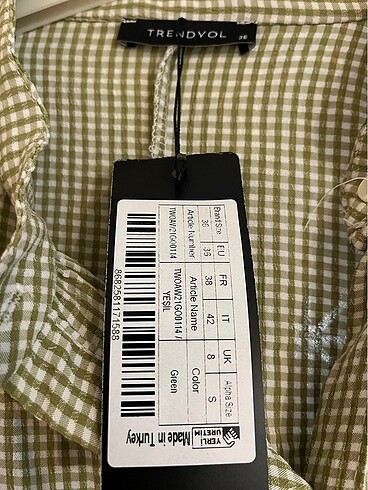 TRENDYOL 36
Brand Size EU FR IT UK Alpha Size
36 36 38 42 8 S
Article Number Article Name Color
TWOAW21GO0114 TWOAW21GO0114 / Green
YESIL
YERLİ
ÜRETİM
Made in Turkey
8682581171588